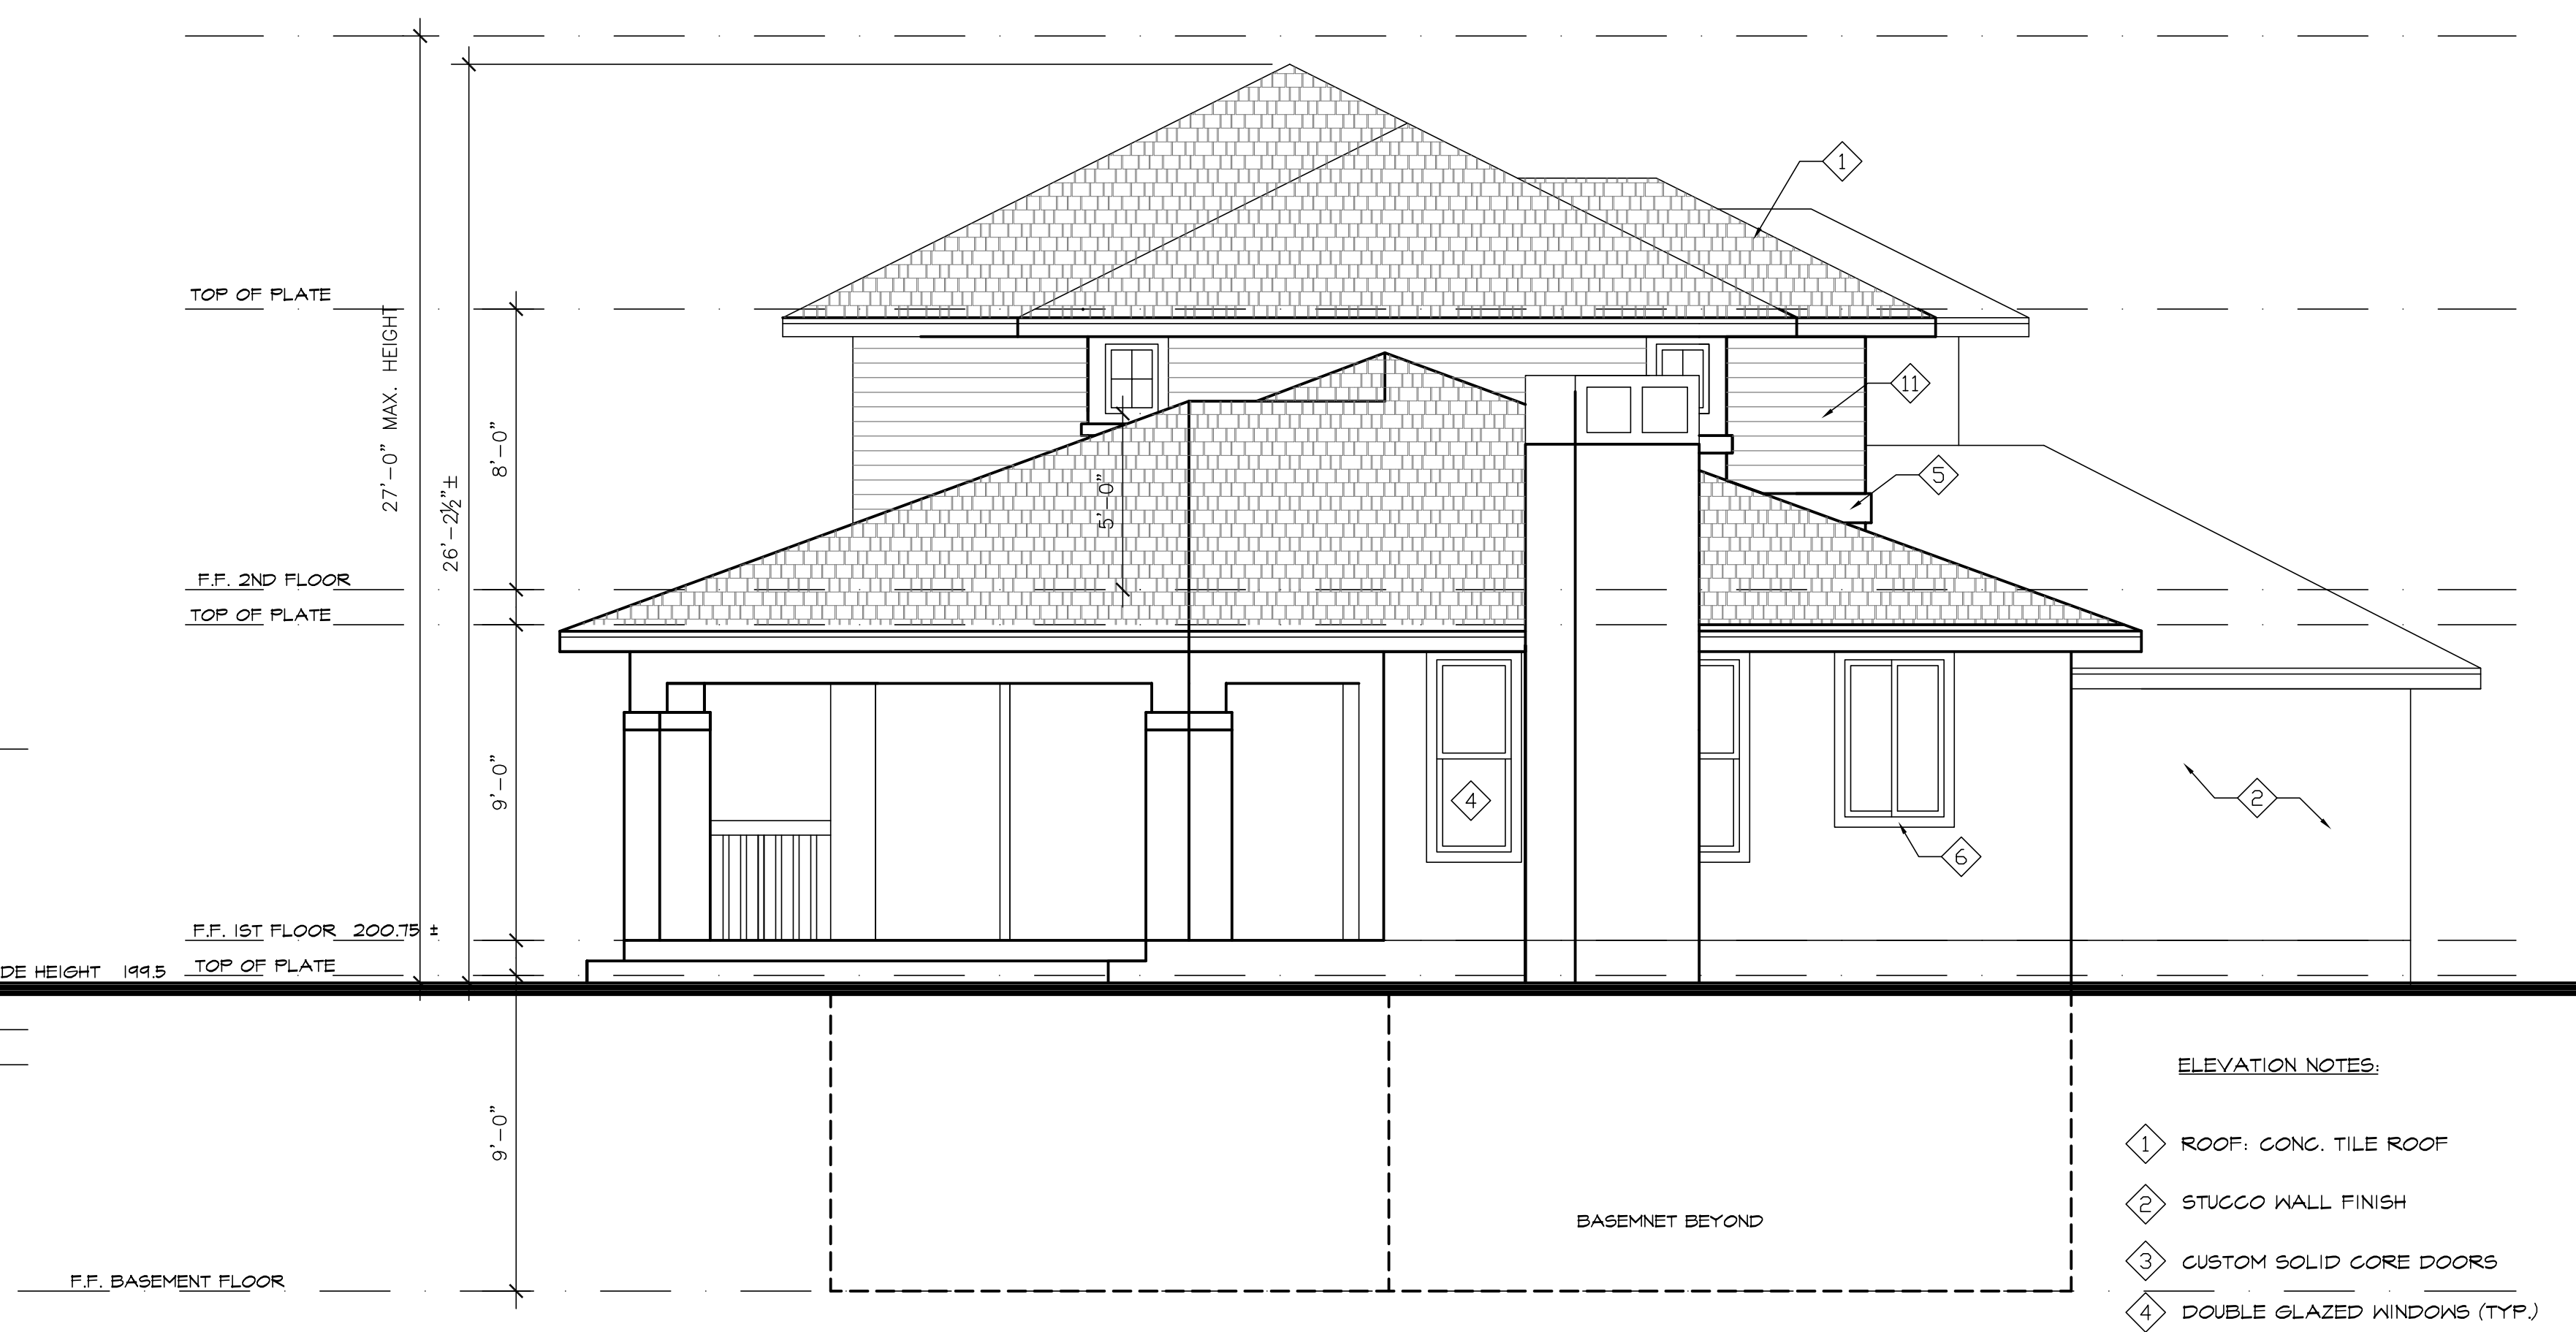 1
TOP OF PLATE
27'-0" MAX. HEIGHT
11
8'-0"
26'-2½"±
5
5'-0"
F.F. 2ND FLOOR
TOP OF PLATE
9'-0"
4
2
6
F.F. 1ST FLOOR 200.75 ±
DE HEIGHT 199.5
TOP OF PLATE
9'-0"
BASEMNET BEYOND
F.F. BASEMENT FLOOR
ELEVATION NOTES:
1 ROOF: CONC. TILE ROOF
2 STUCCO WALL FINISH
3 CUSTOM SOLID CORE DOORS
4 DOUBLE GLAZED WINDOWS (TYP.)